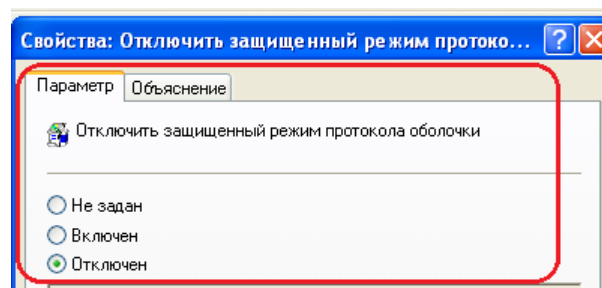 Свойства: Отключить защищенный режим протоко...
Параметр Объяснение
Отключить защищенный режим протокола оболочки
Не задан
Включен
Отключен